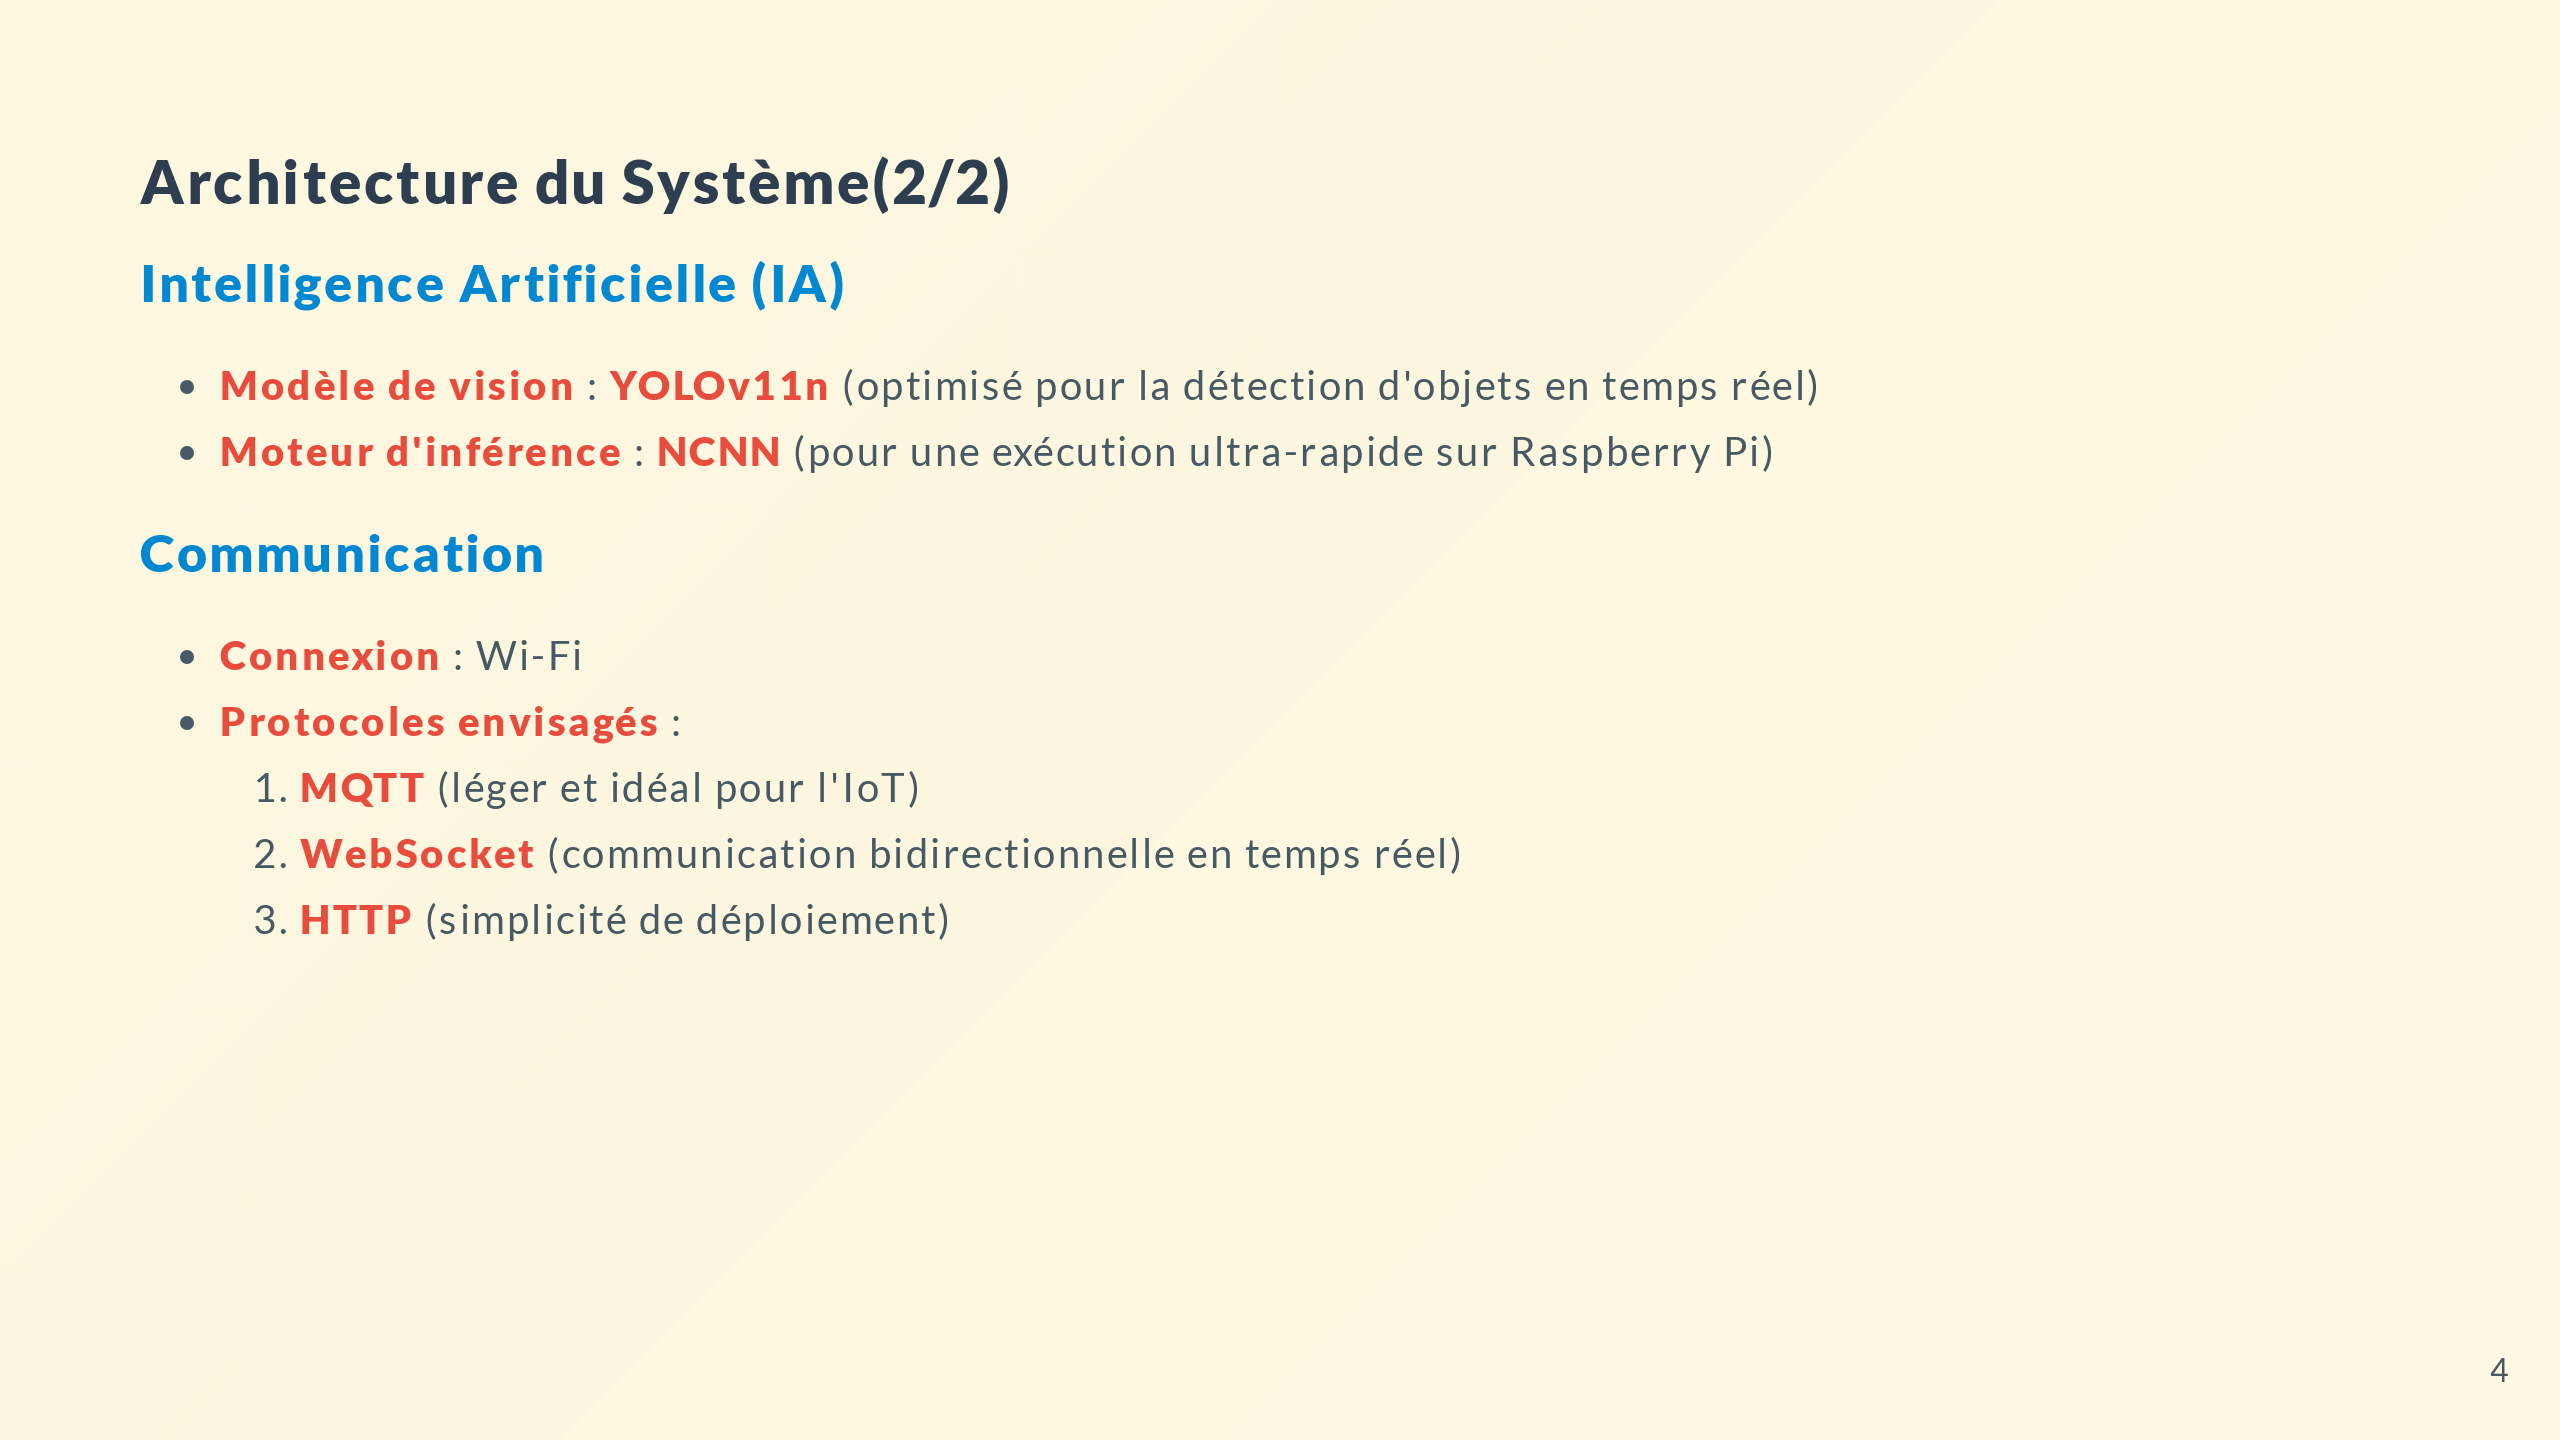 Architecture du Système(2/2)
Intelligence Artificielle (IA)
• Modèle de vision : YOLOv11n (optimisé pour la détection d'objets en temps réel)
• Moteur d'inférence : NCNN (pour une exécution ultra-rapide sur Raspberry Pi)
Communication
• Connexion : Wi-Fi
• Protocoles envisagés :
1. MQTT (léger et idéal pour l'IoT)
2. WebSocket (communication bidirectionnelle en temps réel)
3. HTTP (simplicité de déploiement)
4